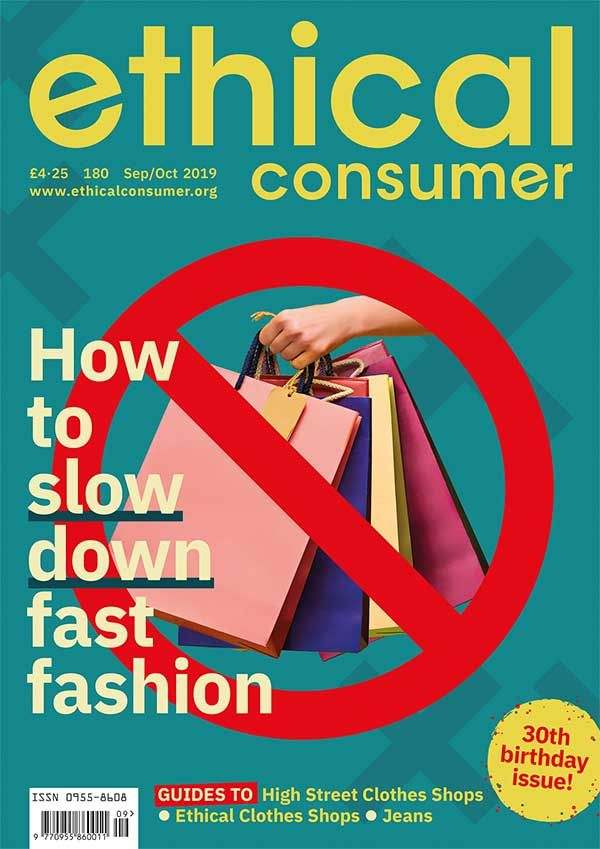 ethical
consumer
£4·25 180 Sep/Oct 2019
www.ethicalconsumer.org
How
to
slow
down
fast
fashion
30th
birthday
issue!
ISSN 0955-8608
09>
9 770955 860011
GUIDES TO High Street Clothes Shops
• Ethical Clothes Shops • Jeans